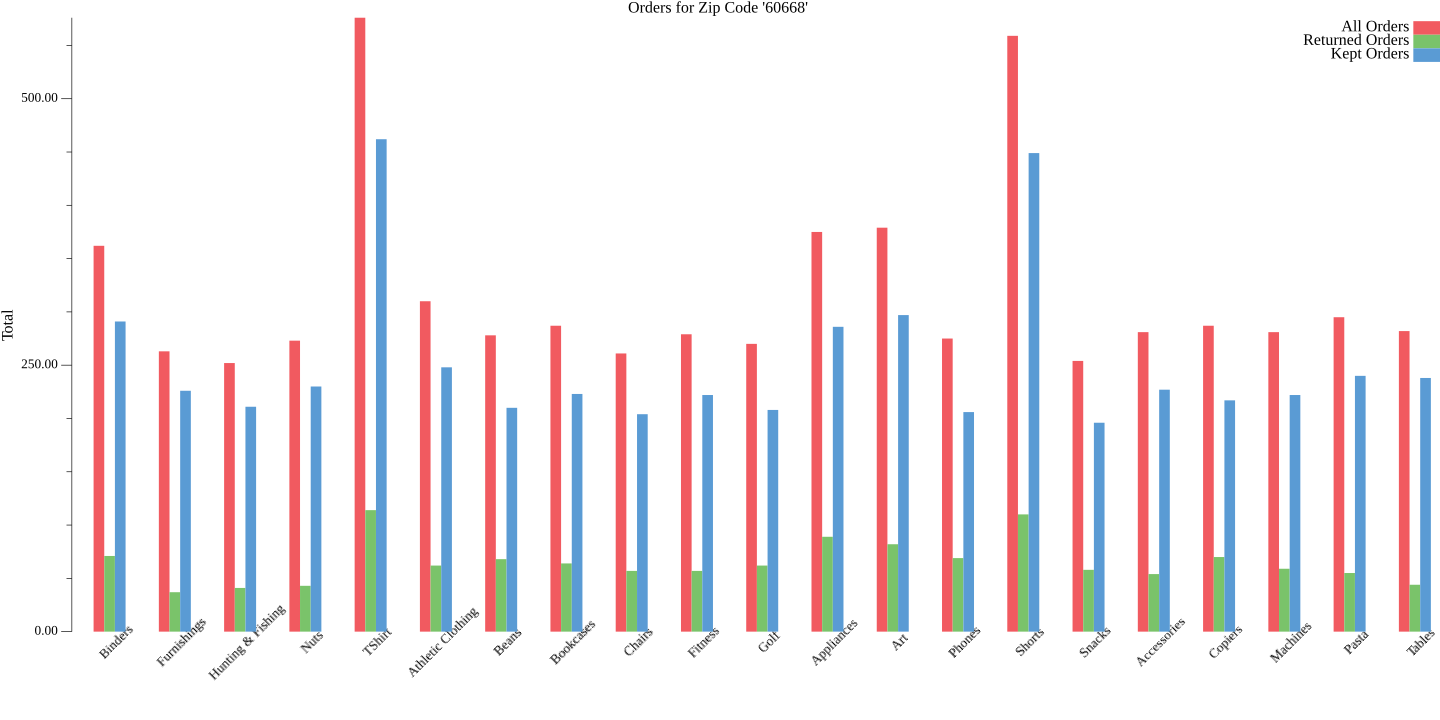 Orders for Zip Code '60668'
All Orders
Returned Orders
Kept Orders
Total
500.00
250.00
0.00
Binders
Furnishings
Hunting & Fishing
Nuts
TShirt
Athletic Clothing
Beans
Bookcases
Chairs
Fitness
Golf
Appliances
Art
Phones
Shorts
Snacks
Accessories
Copiers
Machines
Pasta
Tables